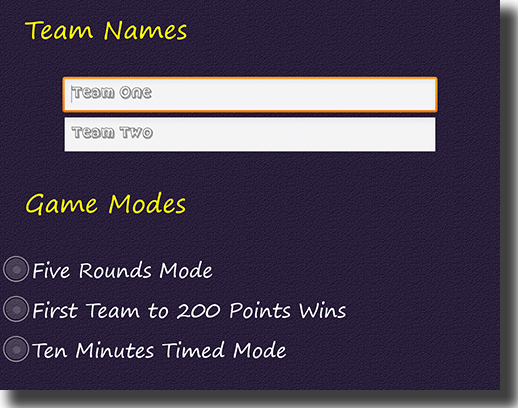 Team Names
Team One
Team Two
Game Modes
Five Rounds Mode
First Team to 200 Points Wins
Ten Minutes Timed Mode